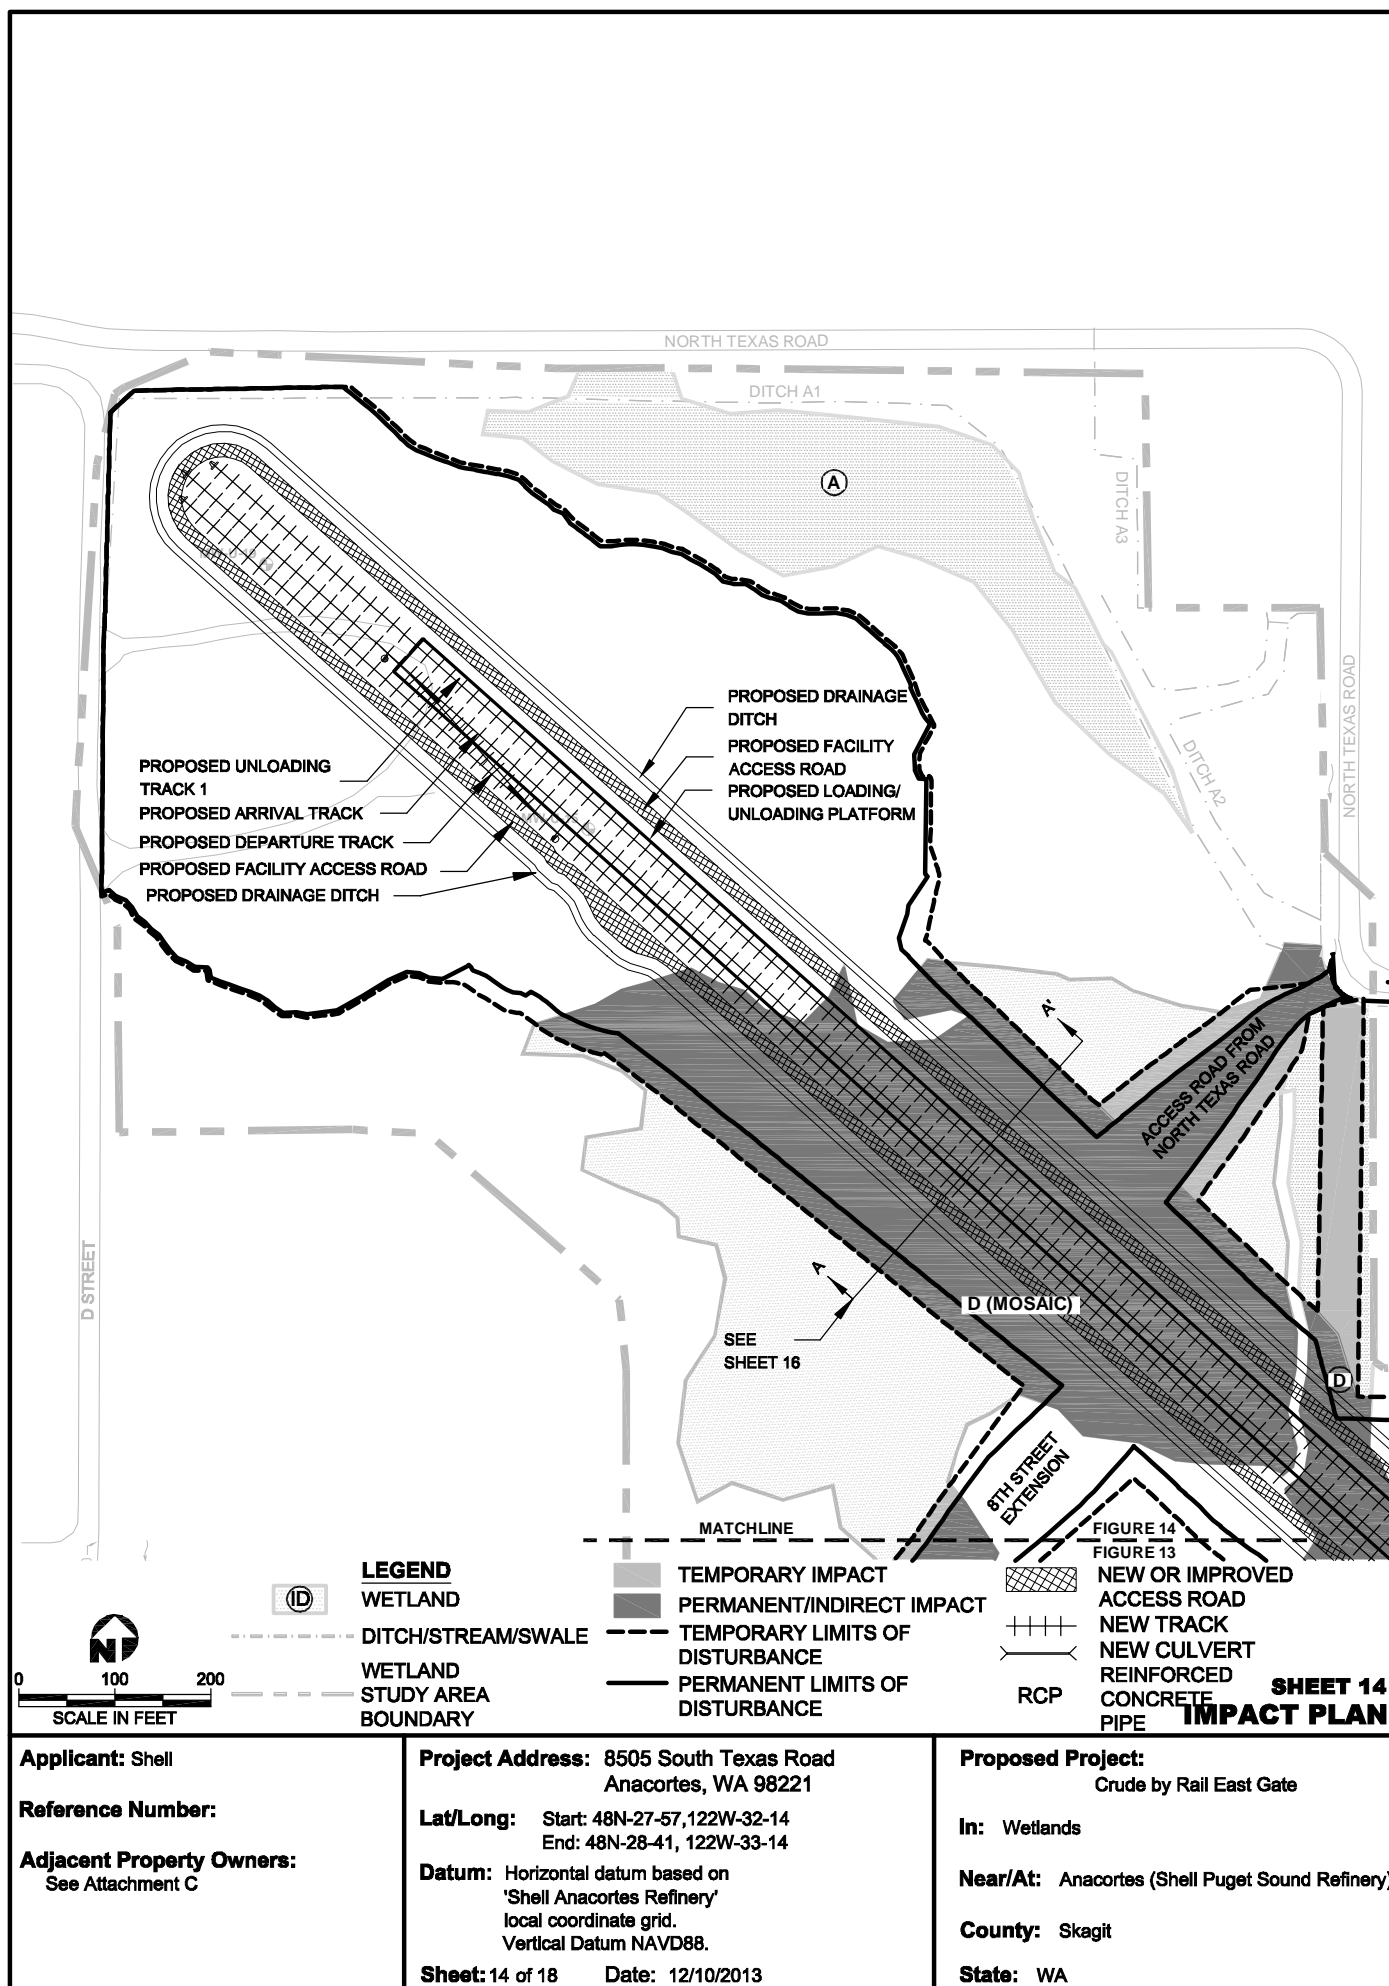 NORTH TEXAS ROAD
DITCH A1
A
DITCH A3
NORTH TEXAS ROAD
DITCH A2
PROPOSED DRAINAGE
DITCH
PROPOSED FACILITY
ACCESS ROAD
PROPOSED LOADING/
UNLOADING PLATFORM
PROPOSED UNLOADING
TRACK 1
PROPOSED ARRIVAL TRACK
PROPOSED DEPARTURE TRACK
PROPOSED FACILITY ACCESS ROAD
PROPOSED DRAINAGE DITCH
A'
ACCESS ROAD FROM
NORTH TEXAS ROAD
D STREET
A
D (MOSAIC)
SEE
SHEET 16
D
8TH STREET
EXTENSION
MATCHLINE
FIGURE 14
FIGURE 13
LEGEND
ID
WETLAND
DITCH/STREAM/SWALE
WETLAND
STUDY AREA
BOUNDARY
TEMPORARY IMPACT
PERMANENT/INDIRECT IMPACT
TEMPORARY LIMITS OF
DISTURBANCE
PERMANENT LIMITS OF
DISTURBANCE
NEW OR IMPROVED
ACCESS ROAD
NEW TRACK
NEW CULVERT
RCP
REINFORCED
CONCRETE
PIPE
N
0 100 200
SCALE IN FEET
SHEET 14
IMPACT PLAN
Applicant: Shell
Reference Number:
Adjacent Property Owners:
See Attachment C
Project Address: 8505 South Texas Road
Anacortes, WA 98221
Lat/Long: Start: 48N-27-57,122W-32-14
End: 48N-28-41, 122W-33-14
Datum: Horizontal datum based on
'Shell Anacortes Refinery'
local coordinate grid.
Vertical Datum NAVD88.
Sheet: 14 of 18 Date: 12/10/2013
Proposed Project:
Crude by Rail East Gate
In: Wetlands
Near/At: Anacortes (Shell Puget Sound Refinery)
County: Skagit
State: WA